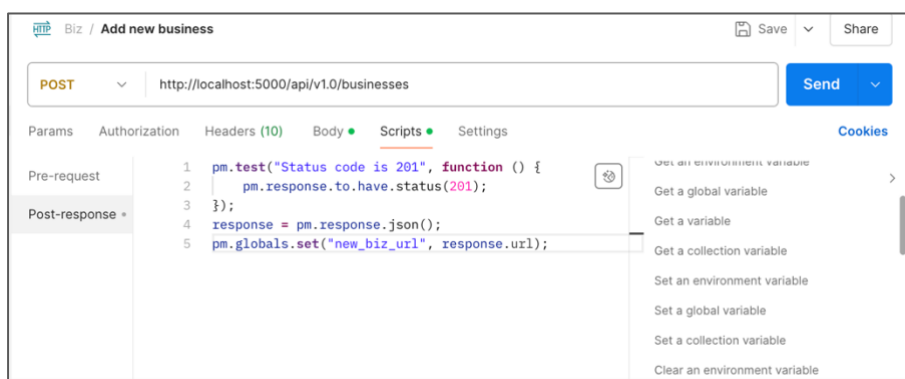 HTTP Biz / Add new business Save Share
POST http://localhost:5000/api/v1.0/businesses Send
Params Authorization Headers (10) Body Scripts Settings Cookies
Pre-request
Post-response
1 pm.test("Status code is 201", function () {
2 pm.response.to.have.status(201);
3 });
4 response = pm.response.json();
5 pm.globals.set("new_biz_url", response.url);
Get an environment variable
Get a global variable
Get a variable
Get a collection variable
Set an environment variable
Set a global variable
Set a collection variable
Clear an environment variable